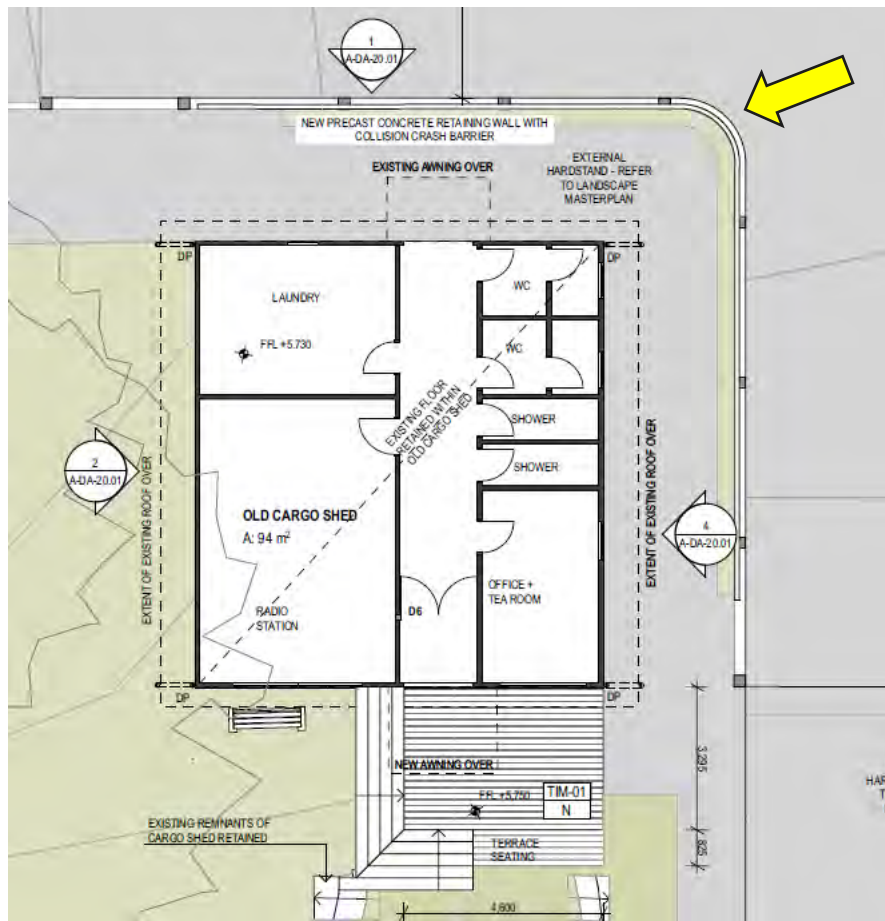 1
A-DA-20.01
NEW PRECAST CONCRETE RETAINING WALL WITH
COLLISION CRASH BARRIER
EXISTING AWNING OVER
EXTERNAL
HARDSTAND - REFER
TO LANDSCAPE
MASTERPLAN
DP
DP
LAUNDRY
WC
FFL +5.730
WC
EXISTING FLOOR
RETAINED WITHIN
OLD CARGO SHED
SHOWER
SHOWER
2
A-DA-20.01
EXTENT OF EXISTING ROOF OVER
OLD CARGO SHED
A: 94 m²
4
A-DA-20.01
EXTENT OF EXISTING ROOF OVER
OFFICE +
TEA ROOM
RADIO
STATION
D6
DP
DP
3,295
NEW AWNING OVER
FFL +5.750
TIM-01
N
EXISTING REMNANTS OF
CARGO SHED RETAINED
TERRACE
SEATING
825
4,600